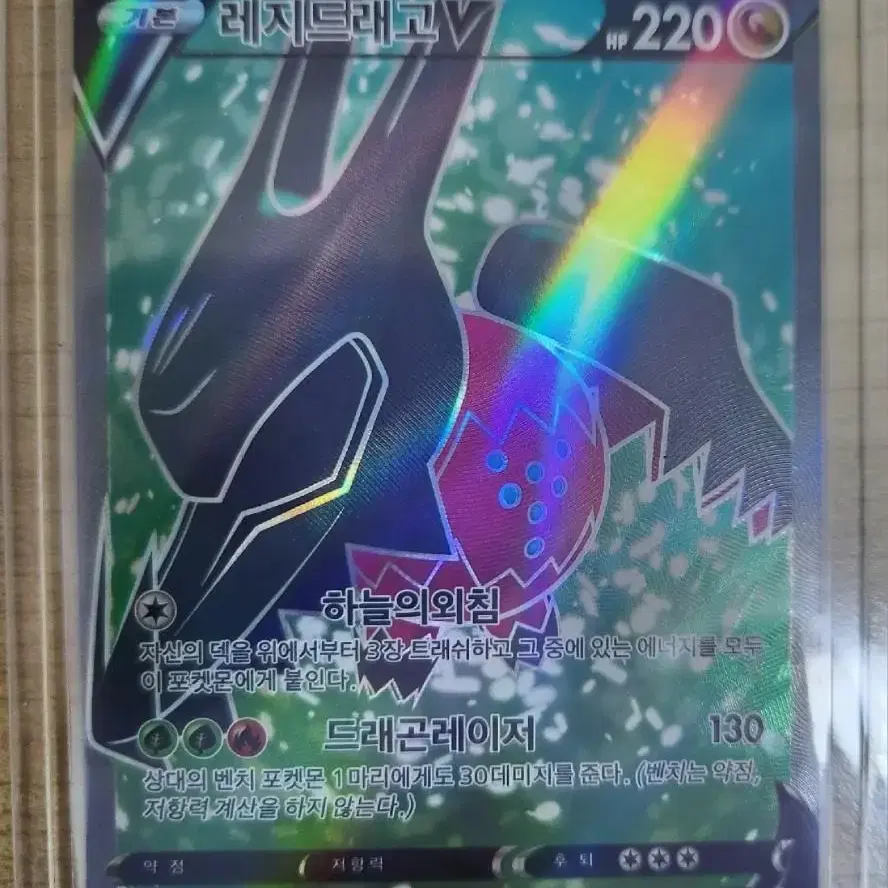 기본 레지드래고V HP 220
하늘의외침
자신의 덱을 위에서부터 3장 트래쉬하고 그 중에 있는 에너지를 모두
이 포켓몬에게 붙인다.
드래곤레이저 130
상대의 벤치 포켓몬 1마리에게도 30데미지를 준다. (벤치는 약점,
저항력 계산을 하지 않는다.)
약점 저항력 후퇴